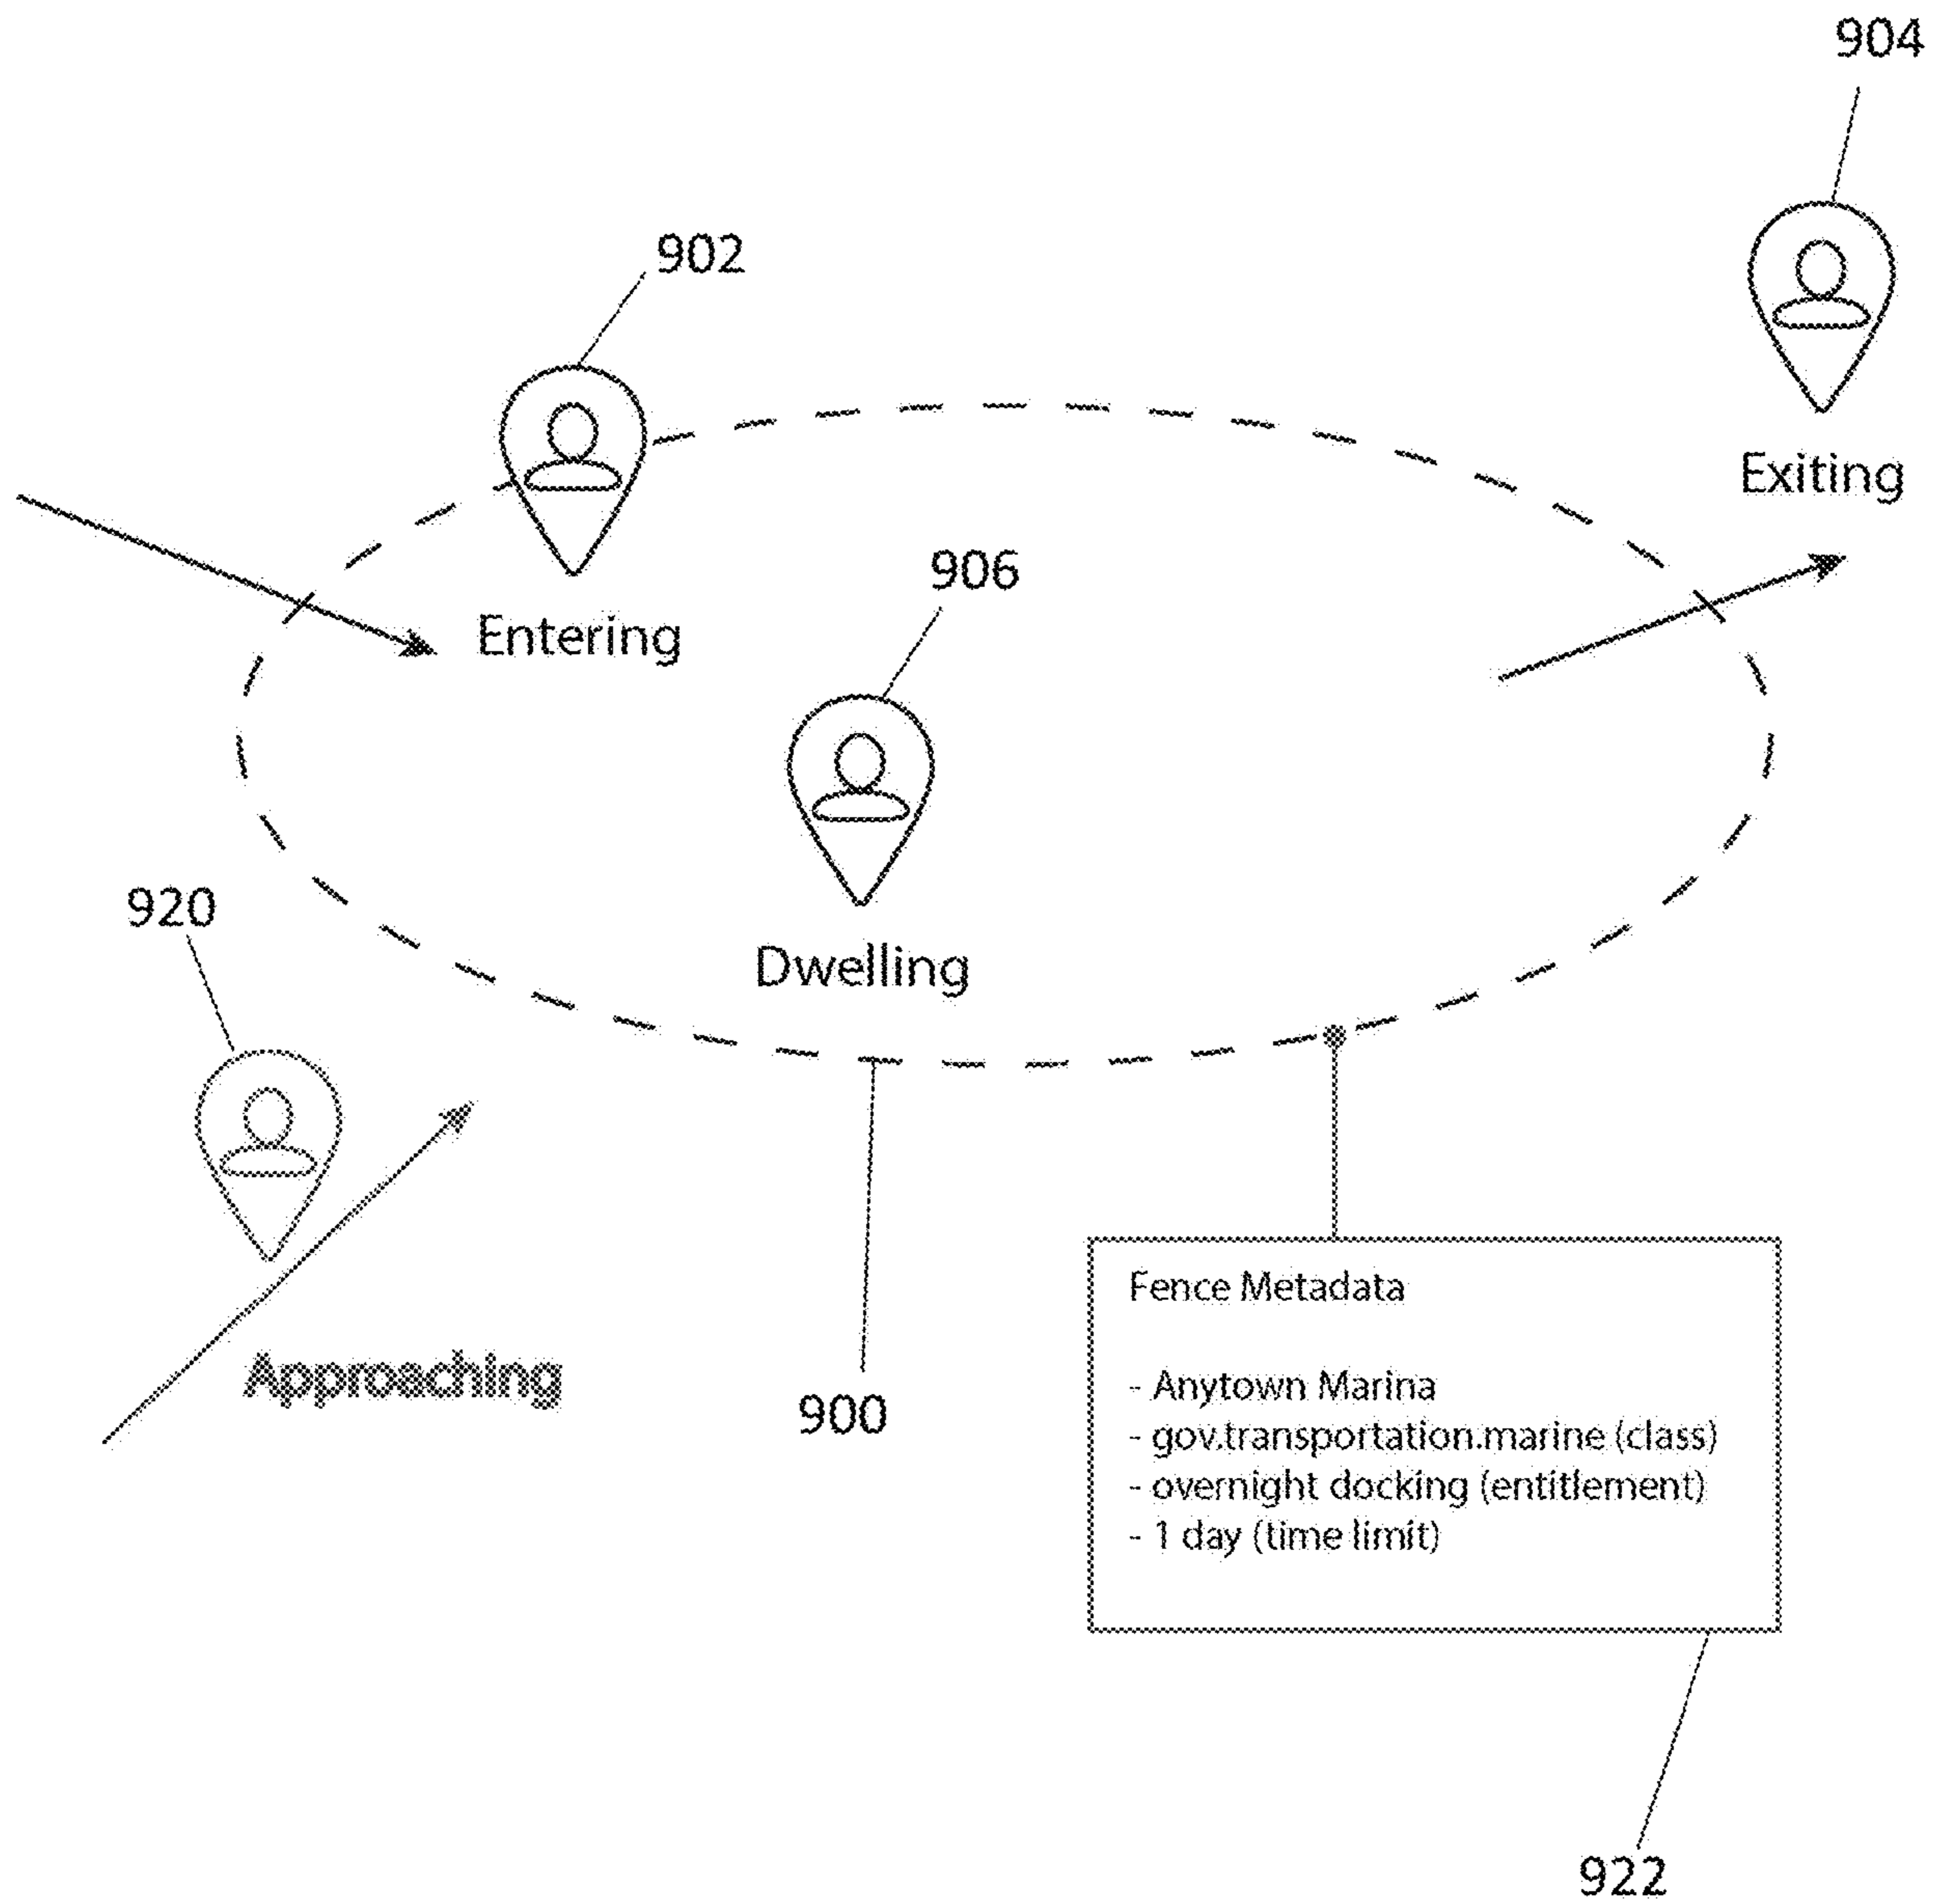 904
902
Exiting
906
Entering
920
Dwelling
Approaching
900
Fence Metadata
- Anytown Marina
- gov.transportation.marine (class)
- overnight docking (entitlement)
- 1 day (time limit)
922